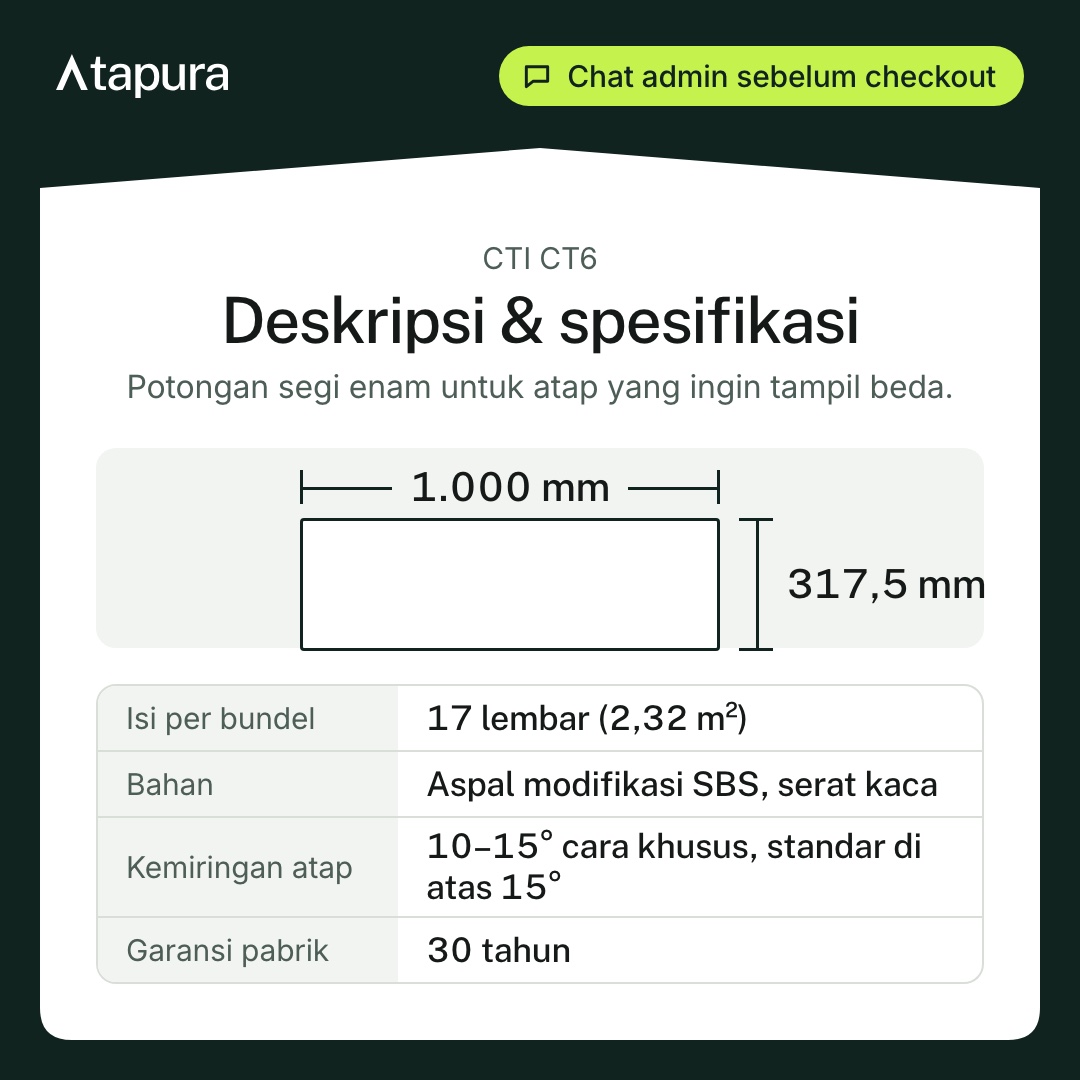 Atapura
Chat admin sebelum checkout
CTI CT6
Deskripsi & spesifikasi
Potongan segi enam untuk atap yang ingin tampil beda.
1.000 mm
317,5 mm
Isi per bundel
17 lembar (2,32 m²)
Bahan
Aspal modifikasi SBS, serat kaca
Kemiringan atap
10–15° cara khusus, standar di
atas 15°
Garansi pabrik
30 tahun